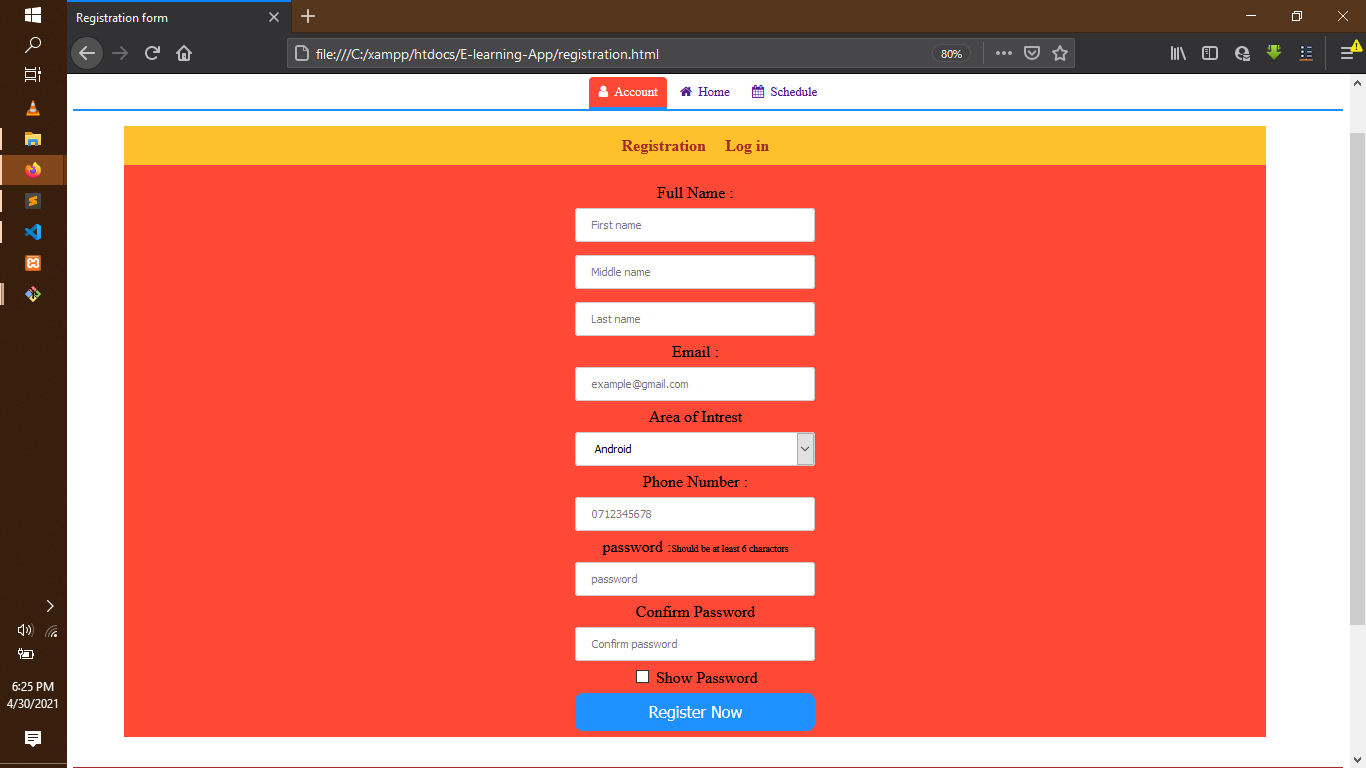 Registration form
file:///C:/xampp/htdocs/E-learning-App/registration.html 80%
Account Home Schedule
Registration Log in
Full Name :
First name
Middle name
Last name
Email :
example@gmail.com
Area of Intrest
Android
Phone Number :
0712345678
password :Should be at least 6 charactors
password
Confirm Password
Confirm password
Show Password
Register Now
6:25 PM
4/30/2021